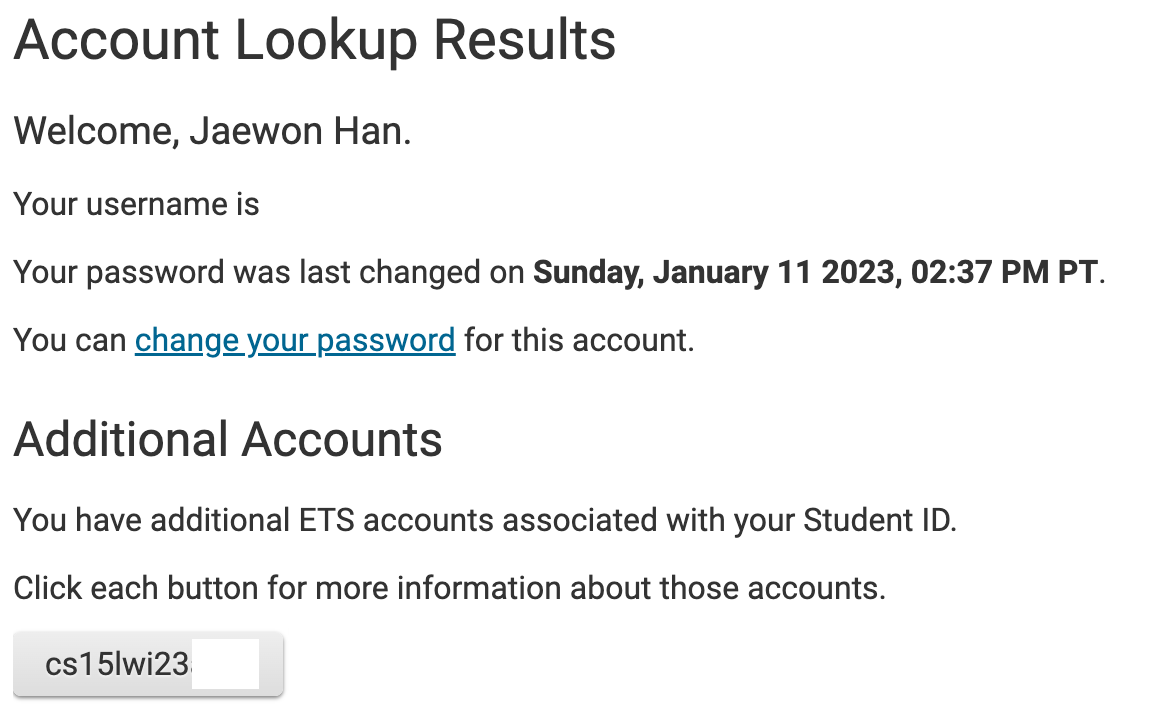 Account Lookup Results
Welcome, Jaewon Han.
Your username is
Your password was last changed on Sunday, January 11 2023, 02:37 PM PT.
You can change your password for this account.
Additional Accounts
You have additional ETS accounts associated with your Student ID.
Click each button for more information about those accounts.
cs15lwi23